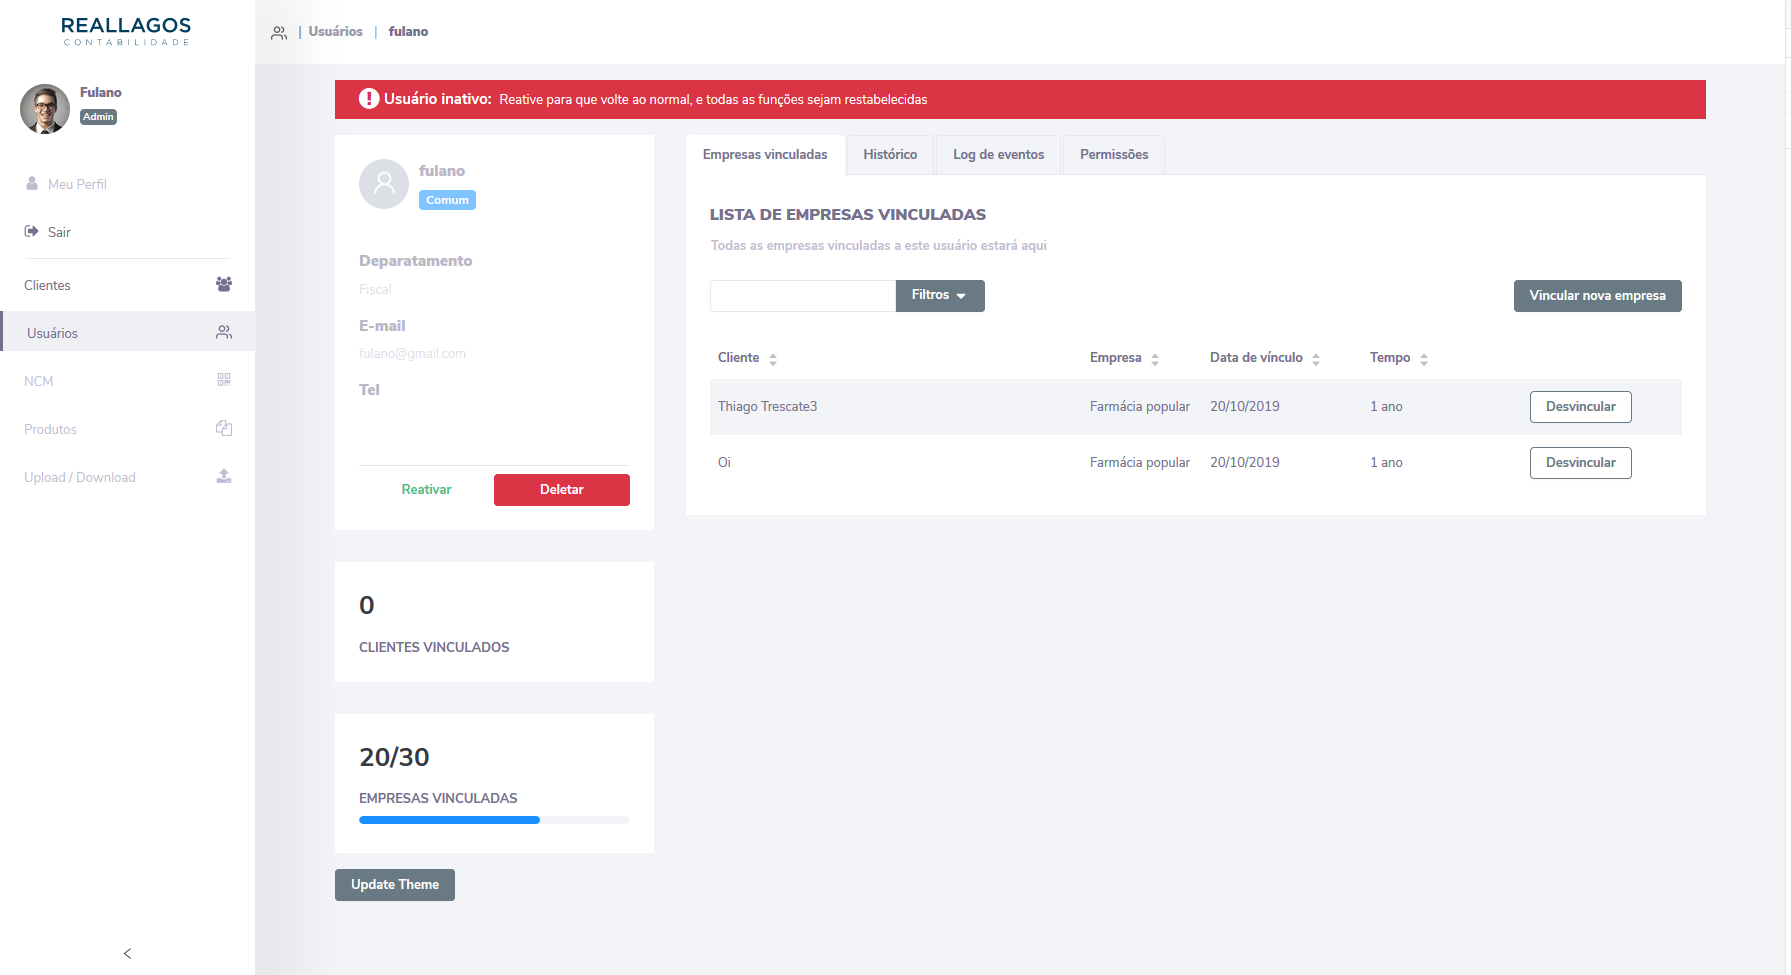 REALLAGOS
CONTABILIDADE
Fulano
Admin
Meu Perfil
Sair
Clientes
Usuários
NCM
Produtos
Upload / Download
| Usuários | fulano
Usuário inativo: Reative para que volte ao normal, e todas as funções sejam restabelecidas
fulano
Comum
Deparatamento
Fiscal
E-mail
fulano@gmail.com
Tel
Reativar
Deletar
0
CLIENTES VINCULADOS
20/30
EMPRESAS VINCULADAS
Update Theme
Empresas vinculadas
Histórico
Log de eventos
Permissões
LISTA DE EMPRESAS VINCULADAS
Todas as empresas vinculadas a este usuário estará aqui
Filtros
Vincular nova empresa
Cliente Empresa Data de vínculo Tempo
Thiago Trescate3 Farmácia popular 20/10/2019 1 ano Desvincular
Oi Farmácia popular 20/10/2019 1 ano Desvincular